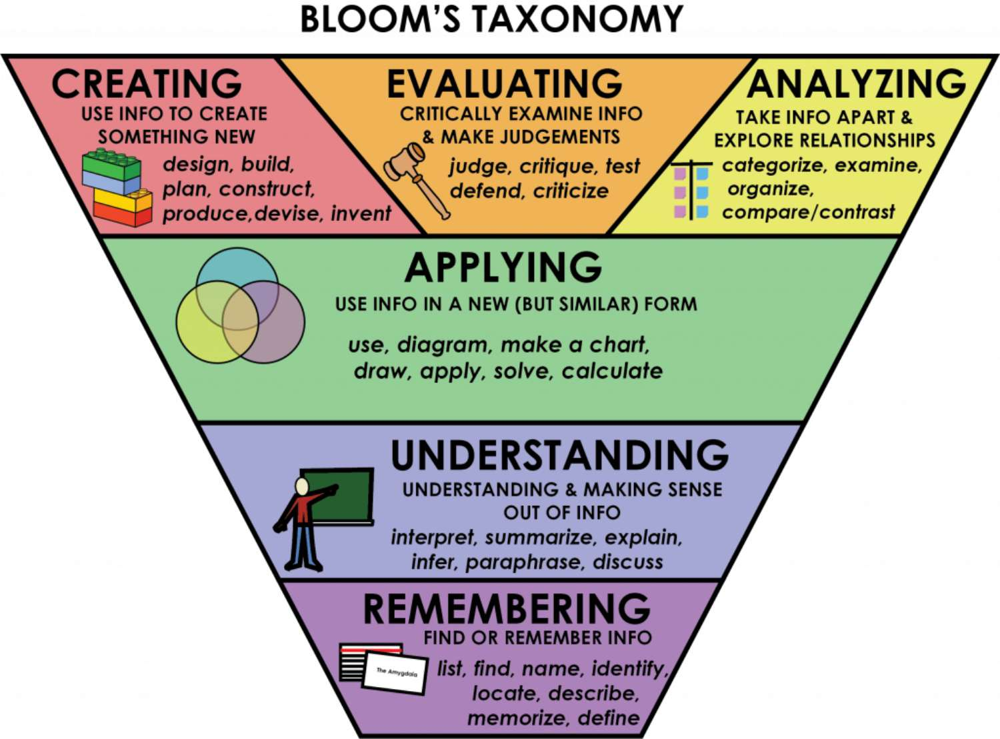 BLOOM'S TAXONOMY
CREATING
USE INFO TO CREATE
SOMETHING NEW
design, build,
plan, construct,
produce,devise, invent
EVALUATING
CRITICALLY EXAMINE INFO
& MAKE JUDGEMENTS
judge, critique, test
defend, criticize
ANALYZING
TAKE INFO APART &
EXPLORE RELATIONSHIPS
categorize, examine,
organize,
compare/contrast
APPLYING
USE INFO IN A NEW (BUT SIMILAR) FORM
use, diagram, make a chart,
draw, apply, solve, calculate
UNDERSTANDING
UNDERSTANDING & MAKING SENSE
OUT OF INFO
interpret, summarize, explain,
infer, paraphrase, discuss
REMEMBERING
FIND OR REMEMBER INFO
The Amygdala
list, find, name, identify,
locate, describe,
memorize, define